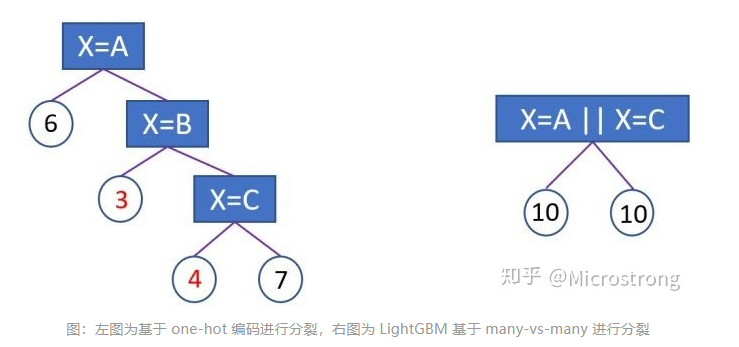 X=A
6
X=B
3
X=C
4
7
X=A || X=C
10
10
知乎 @Microstrong
图：左图为基于 one-hot 编码进行分裂，右图为 LightGBM 基于 many-vs-many 进行分裂